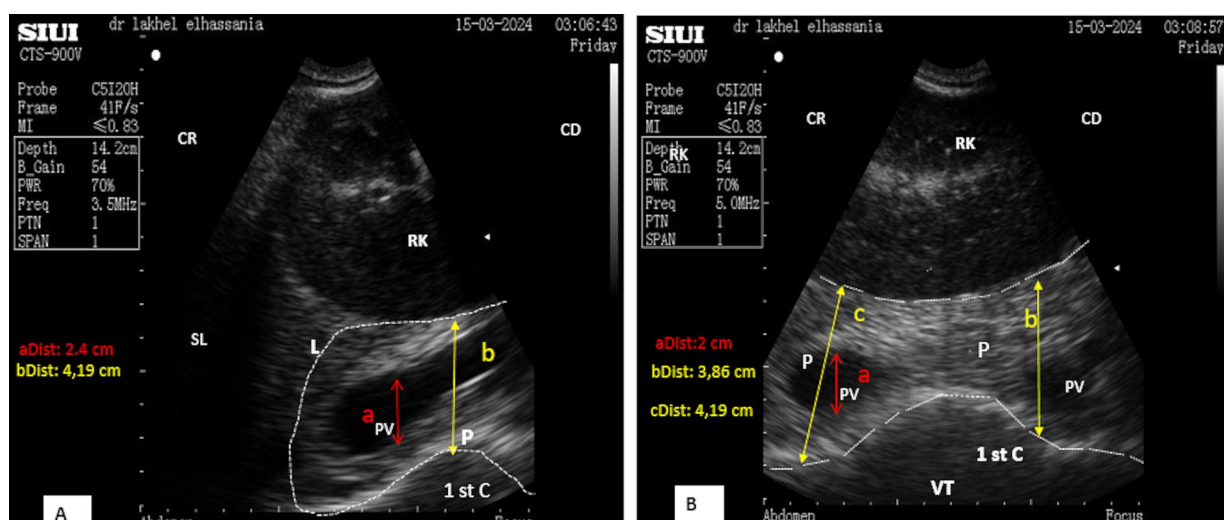 dr lakhel elhassania 15-03-2024 03:06:43
SIUI Friday
CTS-900V
Probe C5I20H
Frame 41F/s
MI ≤0.83
Depth 14.2cm
B_Gain 54
PWR 70%
Freq 3.5MHz
PTN 1
SPAN 1
CR
CD
RK
SL
L
aDist: 2.4 cm
bDist: 4,19 cm
b
a
PV
P
1 st C
A
Abdomen Focus
dr lakhel elhassania 15-03-2024 03:08:57
SIUI Friday
CTS-900V
Probe C5I20H
Frame 41F/s
MI ≤0.83
Depth 14.2cm
B_Gain 54
PWR 70%
Freq 5.0MHz
PTN 1
SPAN 1
CR
CD
RK
RK
c
b
aDist:2 cm
bDist: 3,86 cm
cDist: 4,19 cm
P
P
a
PV
PV
1 st C
VT
B
Abdomen Focus